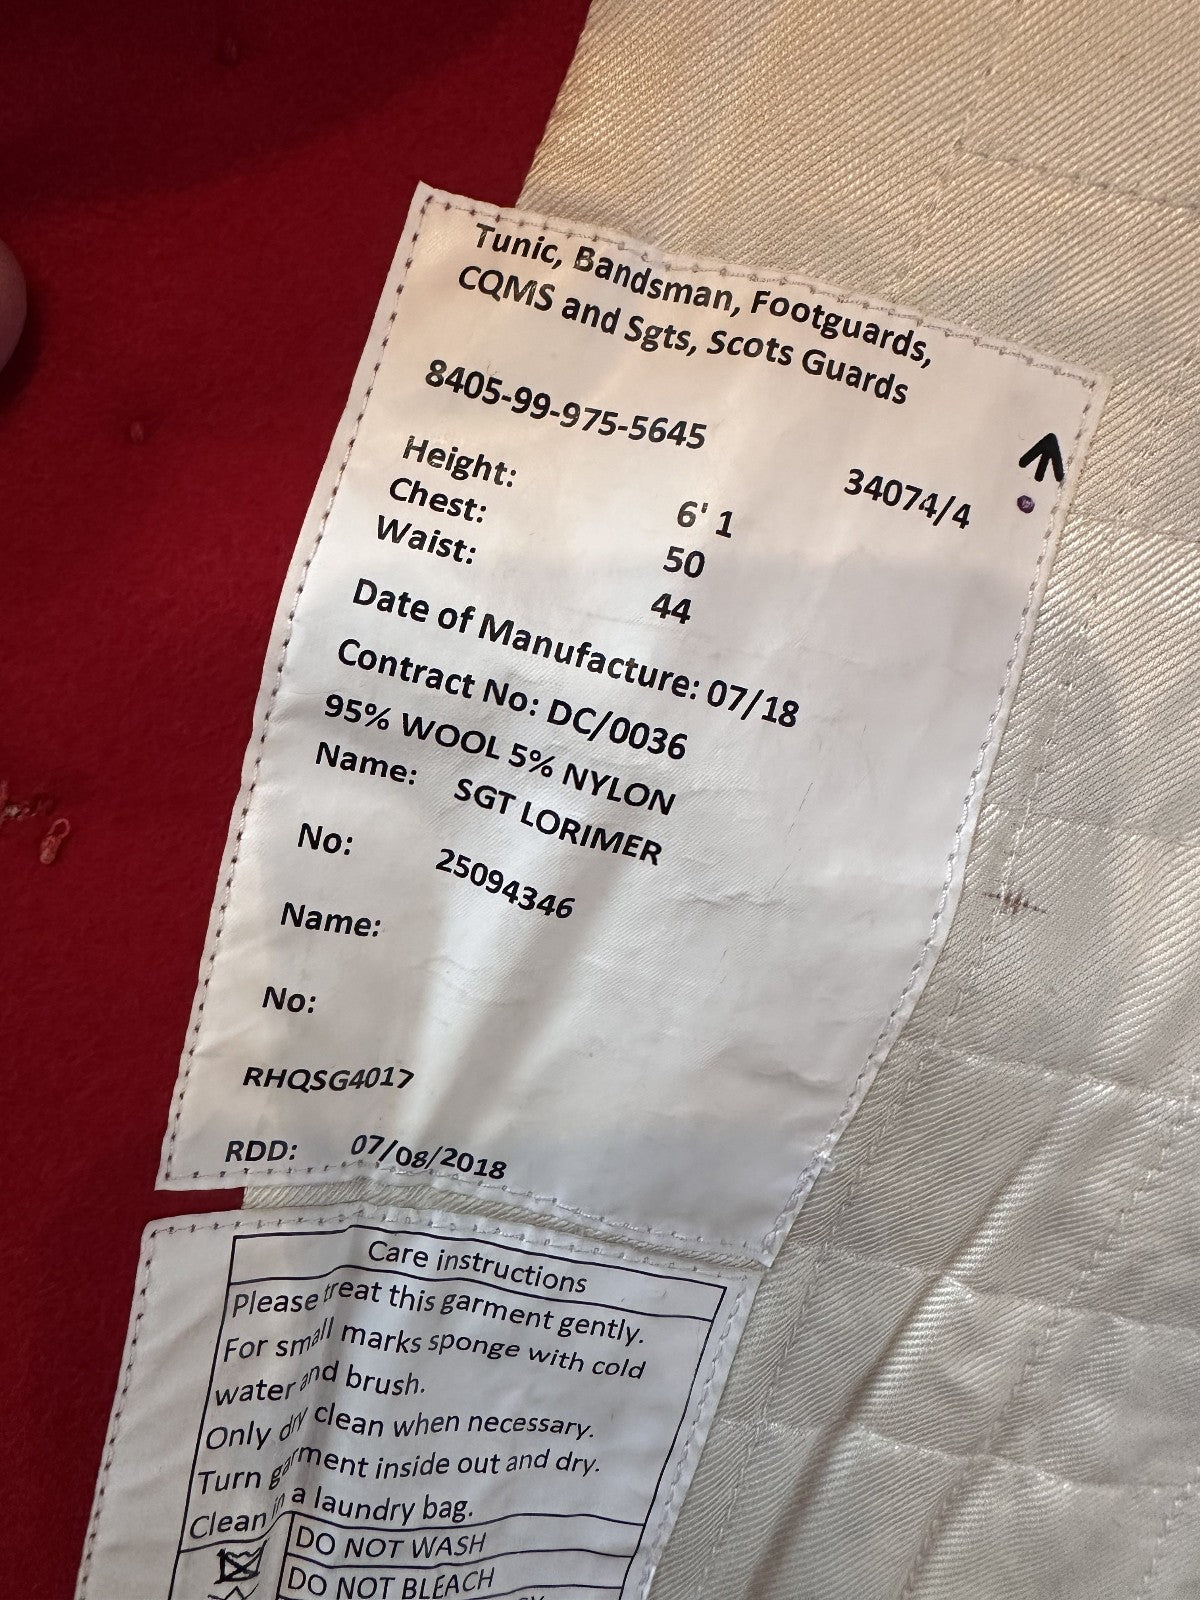 Tunic, Bandsman, Footguards,
CQMS and Sgts, Scots Guards
8405-99-975-5645
34074/4
Height: 6' 1
Chest: 50
Waist: 44
Date of Manufacture: 07/18
Contract No: DC/0036
95% WOOL 5% NYLON
Name: SGT LORIMER
No: 25094346
Name:
No:
RHQSG4017
RDD: 07/08/2018
Care instructions
Please treat this garment gently.
For small marks sponge with cold
water and brush.
Only dry clean when necessary.
Turn garment inside out and dry.
Clean in a laundry bag.
DO NOT WASH
DO NOT BLEACH